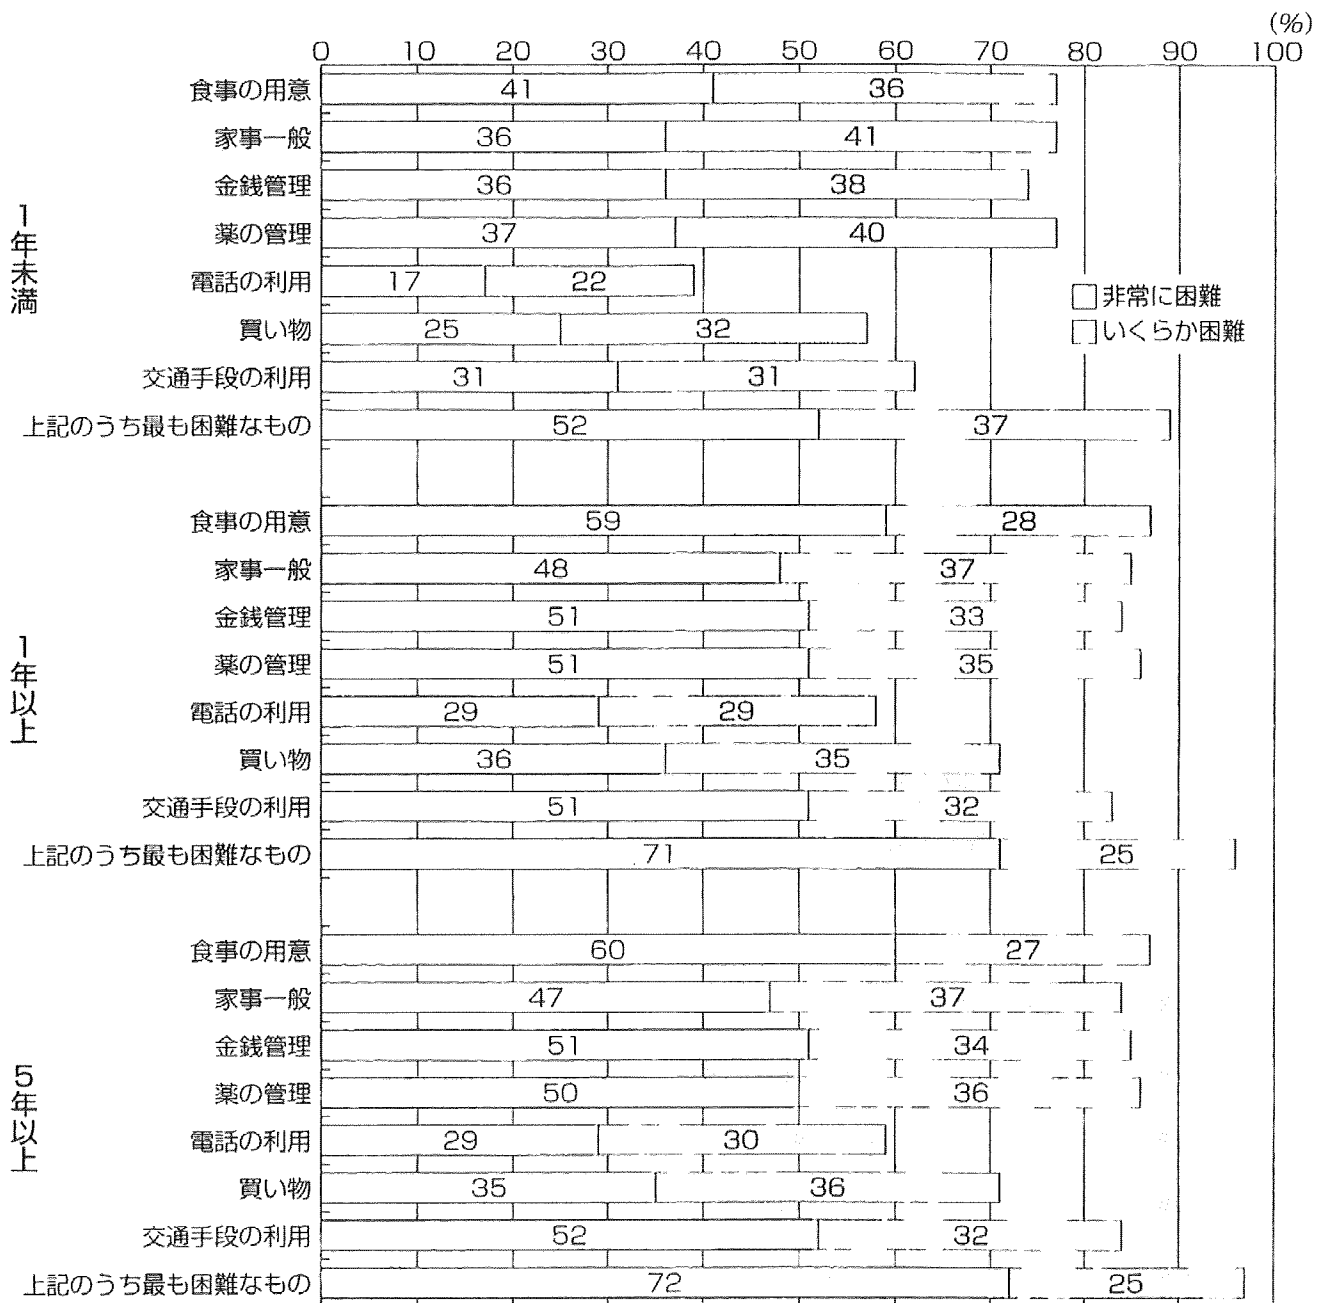 (%)
0 10 20 30 40 50 60 70 80 90 100
1年未満
食事の用意 41 36
家事一般 36 41
金銭管理 36 38
薬の管理 37 40
電話の利用 17 22
買い物 25 32
交通手段の利用 31 31
上記のうち最も困難なもの 52 37
非常に困難
いくらか困難
1年以上
食事の用意 59 28
家事一般 48 37
金銭管理 51 33
薬の管理 51 35
電話の利用 29 29
買い物 36 35
交通手段の利用 51 32
上記のうち最も困難なもの 71 25
5年以上
食事の用意 60 27
家事一般 47 37
金銭管理 51 34
薬の管理 50 36
電話の利用 29 30
買い物 35 36
交通手段の利用 52 32
上記のうち最も困難なもの 72 25